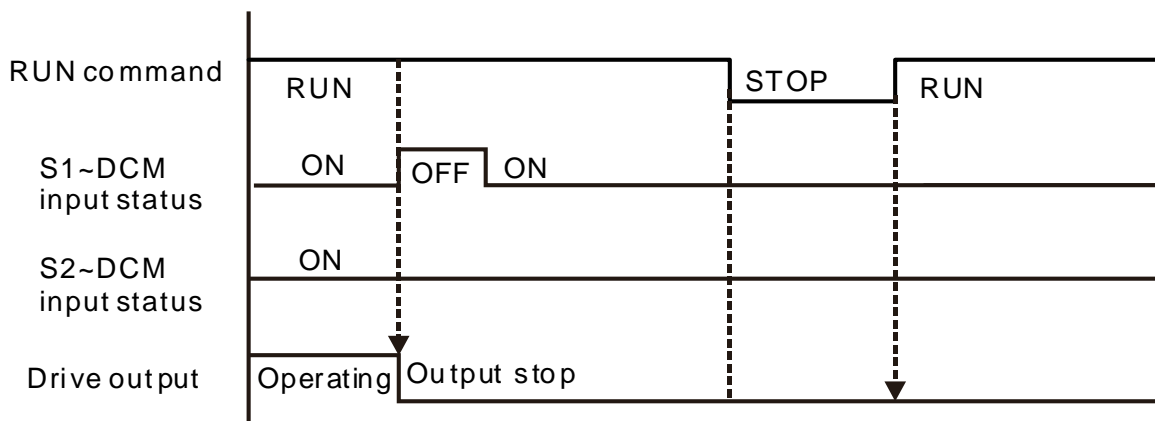 RUN command
RUN
STOP
RUN
S1~DCM
input status
ON
OFF
ON
S2~DCM
input status
ON
Drive output
Operating
Output stop